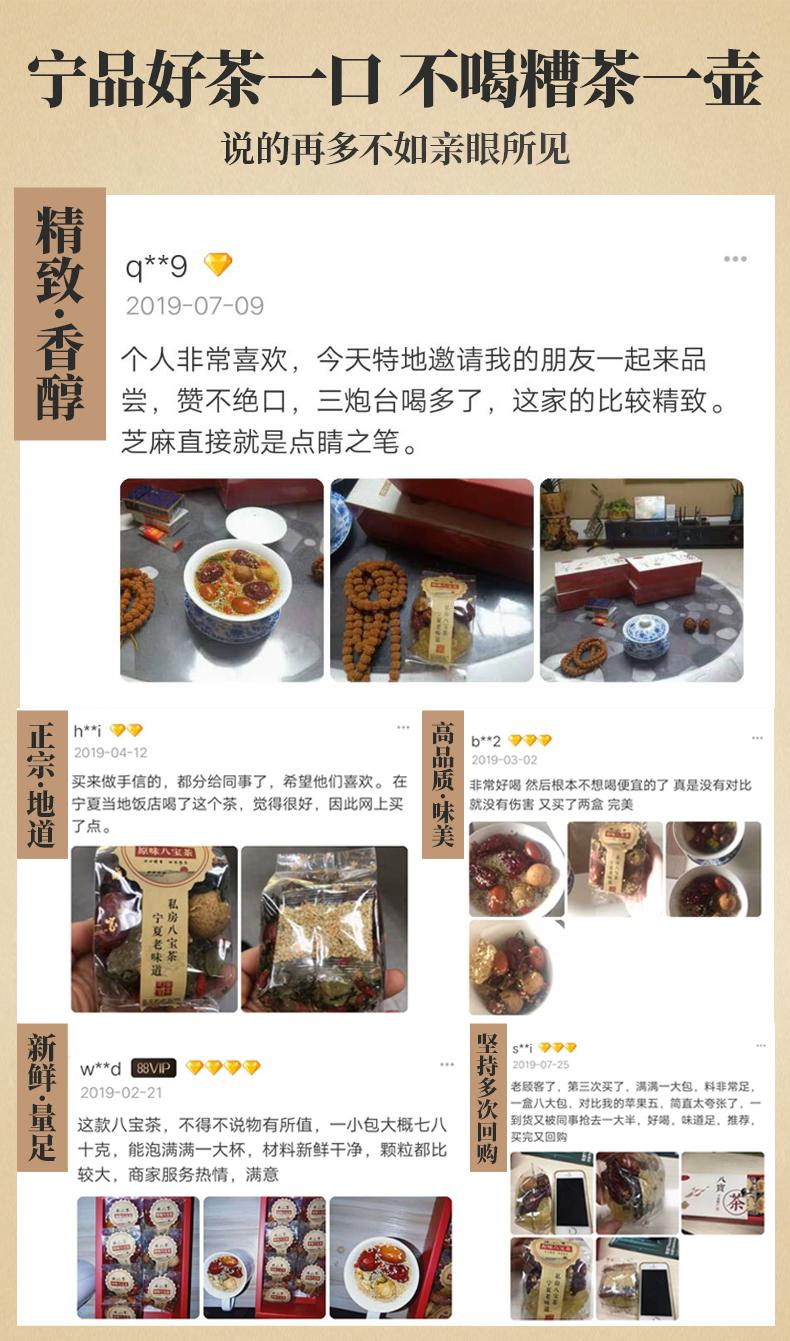 宁品好茶一口 不喝糟茶一壶
说的再多不如亲眼所见
精致·香醇
q**9
2019-07-09
个人非常喜欢，今天特地邀请我的朋友一起来品
尝，赞不绝口，三炮台喝多了，这家的比较精致。
芝麻直接就是点睛之笔。
私房八宝茶
宁夏老味道
正宗·地道
h**i
2019-04-12
买来做手信的，都分给同事了，希望他们喜欢。在
宁夏当地饭店喝了这个茶，觉得很好，因此网上买
了点。
原味八宝茶
私房八宝茶
宁夏老味道
高品质·味美
b**2
2019-03-02
非常好喝 然后根本不想喝便宜的了 真是没有对比
就没有伤害 又买了两盒 完美
新鲜·量足
w**d 88VIP
2019-02-21
这款八宝茶，不得不说物有所值，一小包大概七八
十克，能泡满满一大杯，材料新鲜干净，颗粒都比
较大，商家服务热情，满意
坚持多次回购
s**i
2019-07-25
老顾客了，第三次买了，满满一大包，料非常足，
一盒八大包，对比我的苹果五，简直太夸张了，一
到货又被同事抢去一大半，好喝，味道足，推荐，
买完又回购
八寶
茶